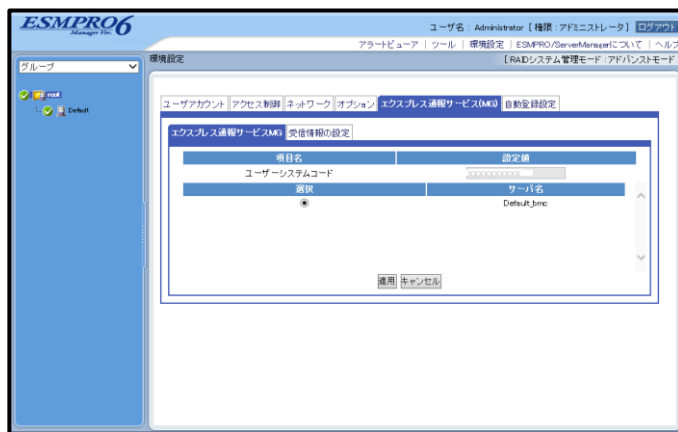 ESMPRO6
Manager Ver.
ユーザ名 : Administrator [ 権限 : アドミニストレータ ] ログアウト
アラートビューア | ツール | 環境設定 | ESMPRO/ServerManagerについて | ヘルプ
グループ
環境設定
[ RAIDシステム管理モード : アドバンストモード
root
Default
ユーザアカウント アクセス制御 ネットワーク オプション エクスプレス通報サービス(MG) 自動登録設定
エクスプレス通報サービスMG 受信情報の設定
項目名 設定値
ユーザーシステムコード xxxxxxxxxx
選択 サーバ名
Default_bmc
適用 キャンセル